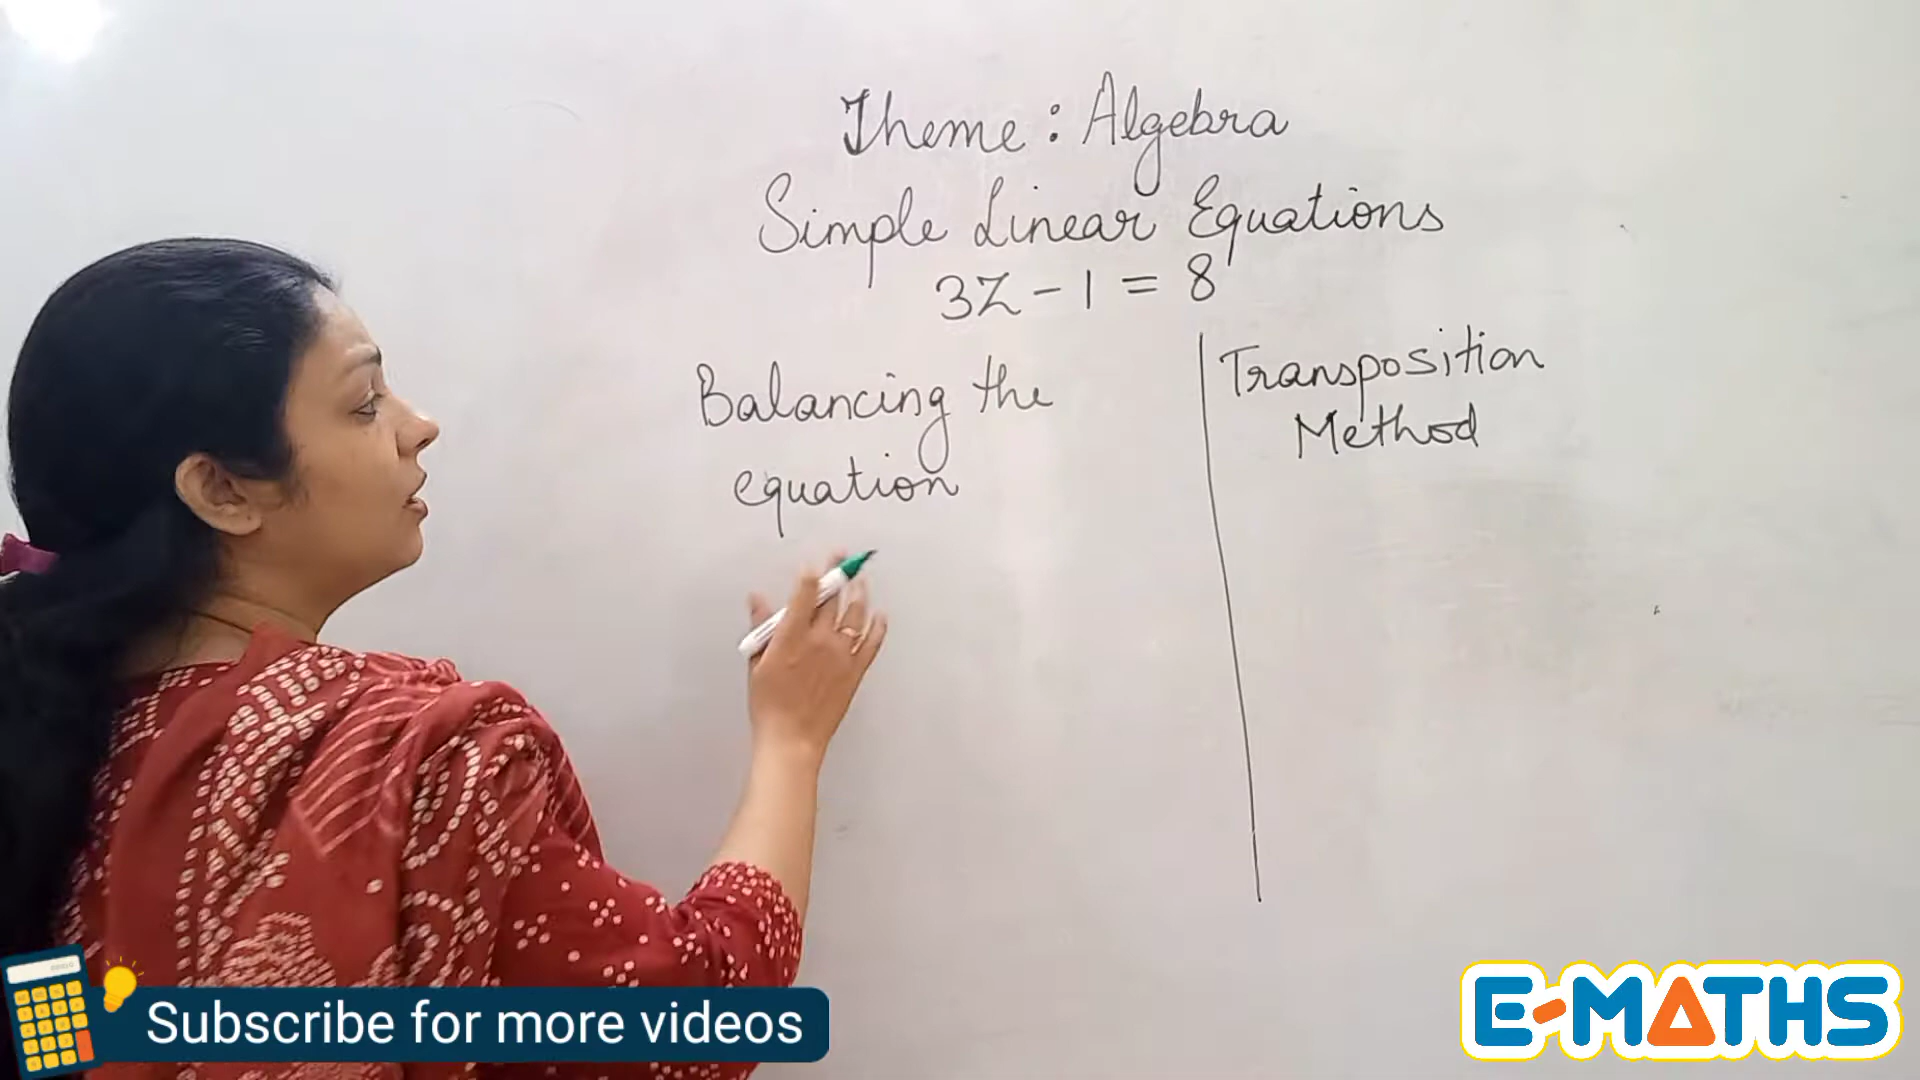 Theme : Algebra
Simple Linear Equations
3Z - 1 = 8
Balancing the
equation
Transposition
Method
Subscribe for more videos
E-MATHS